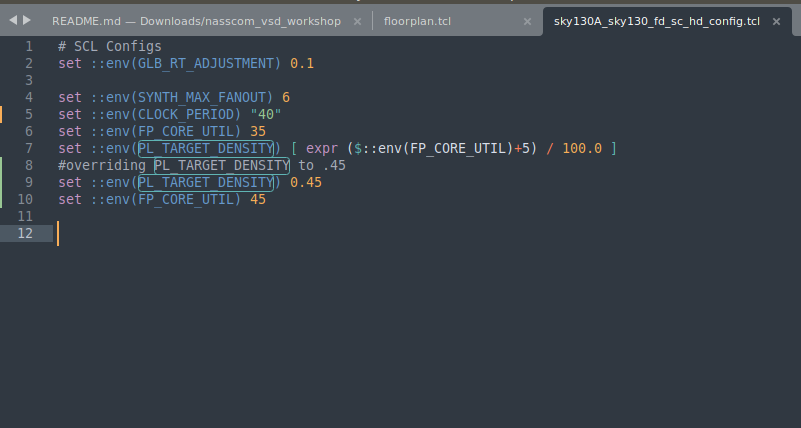 README.md — Downloads/nasscom_vsd_workshop × floorplan.tcl × sky130A_sky130_fd_sc_hd_config.tcl ×
1 # SCL Configs
2 set ::env(GLB_RT_ADJUSTMENT) 0.1
3
4 set ::env(SYNTH_MAX_FANOUT) 6
5 set ::env(CLOCK_PERIOD) "40"
6 set ::env(FP_CORE_UTIL) 35
7 set ::env(PL_TARGET_DENSITY) [ expr ($::env(FP_CORE_UTIL)+5) / 100.0 ]
8 #overriding PL_TARGET_DENSITY to .45
9 set ::env(PL_TARGET_DENSITY) 0.45
10 set ::env(FP_CORE_UTIL) 45
11
12